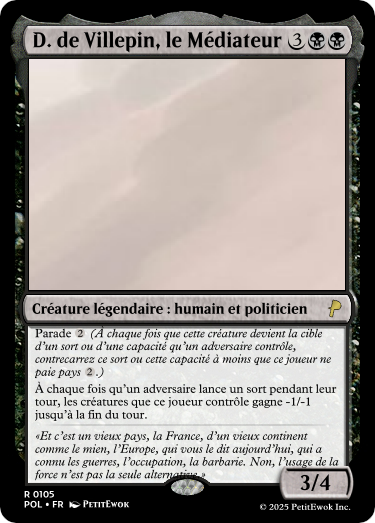 D. de Villepin, le Médiateur 3
Créature légendaire : humain et politicien
Parade 2 (À chaque fois que cette créature devient la cible
d'un sort ou d'une capacité qu'un adversaire contrôle,
contrecarrez ce sort ou cette capacité à moins que ce joueur ne
paie pays 2.)
À chaque fois qu'un adversaire lance un sort pendant leur
tour, les créatures que ce joueur contrôle gagne -1/-1
jusqu'à la fin du tour.
«Et c'est un vieux pays, la France, d'un vieux continent
comme le mien, l'Europe, qui vous le dit aujourd'hui, qui a
connu les guerres, l'occupation, la barbarie. Non, l'usage de la
force n'est pas la seule alternative.»
3/4
R 0105
POL • FR PETITEWOK
© 2025 PetitEwok Inc.